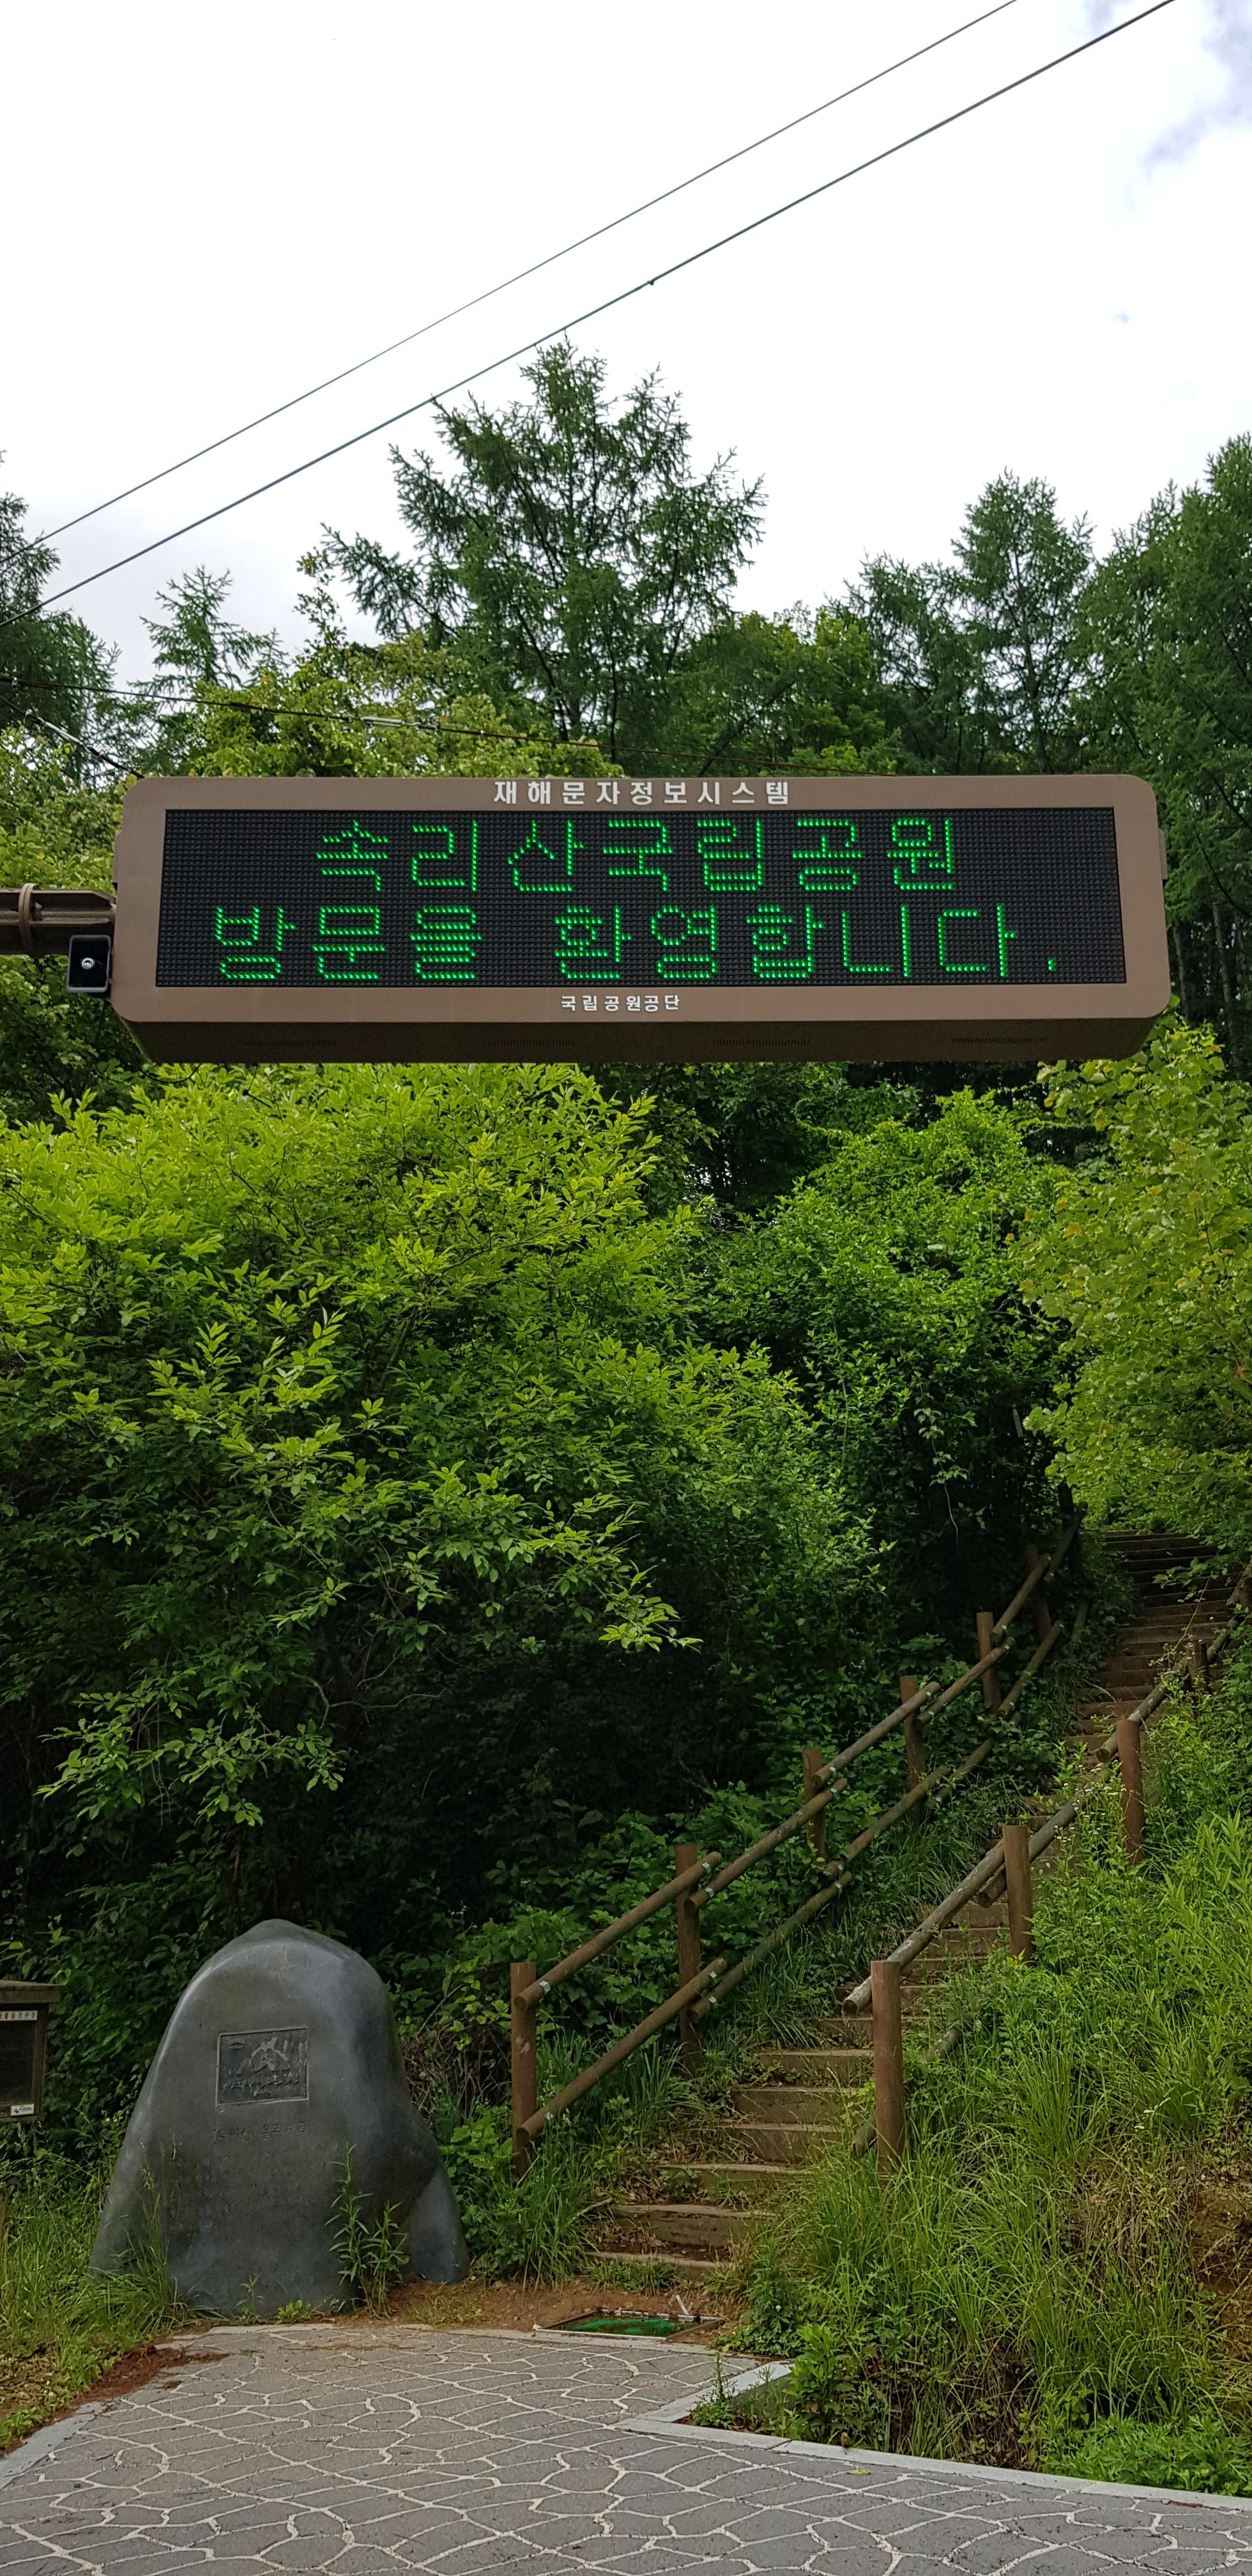 재해문자정보시스템
속리산국립공원
방문을 환영합니다.
국립공원공단